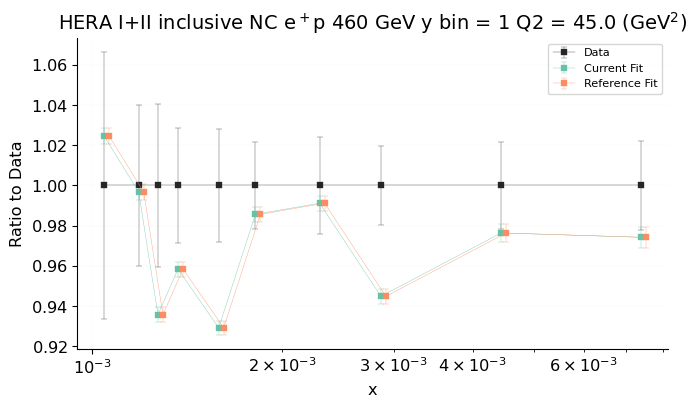 HERA I+II inclusive NC e⁺p 460 GeV y bin = 1 Q2 = 45.0 (GeV²)
Data
Current Fit
Reference Fit
Ratio to Data
1.06
1.04
1.02
1.00
0.98
0.96
0.94
0.92
10⁻³
2 × 10⁻³
3 × 10⁻³
4 × 10⁻³
6 × 10⁻³
x